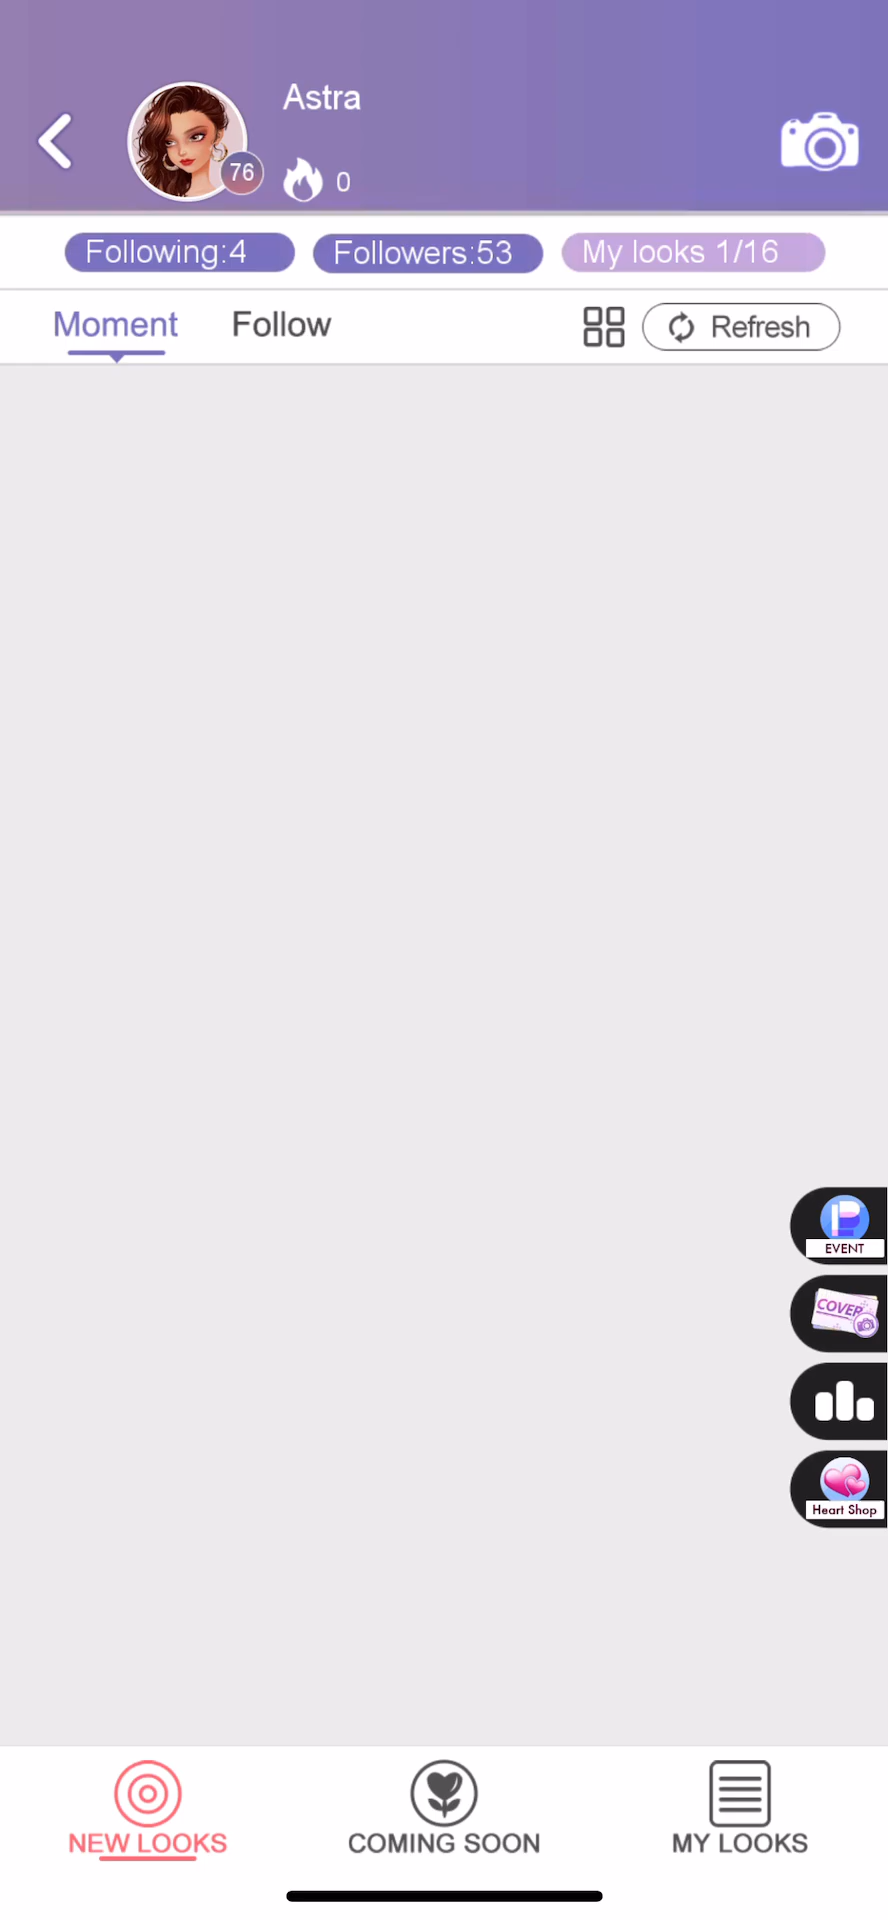 Astra
76
0
Following:4
Followers:53
My looks 1/16
Moment
Follow
Refresh
EVENT
COVER
Heart Shop
NEW LOOKS
COMING SOON
MY LOOKS